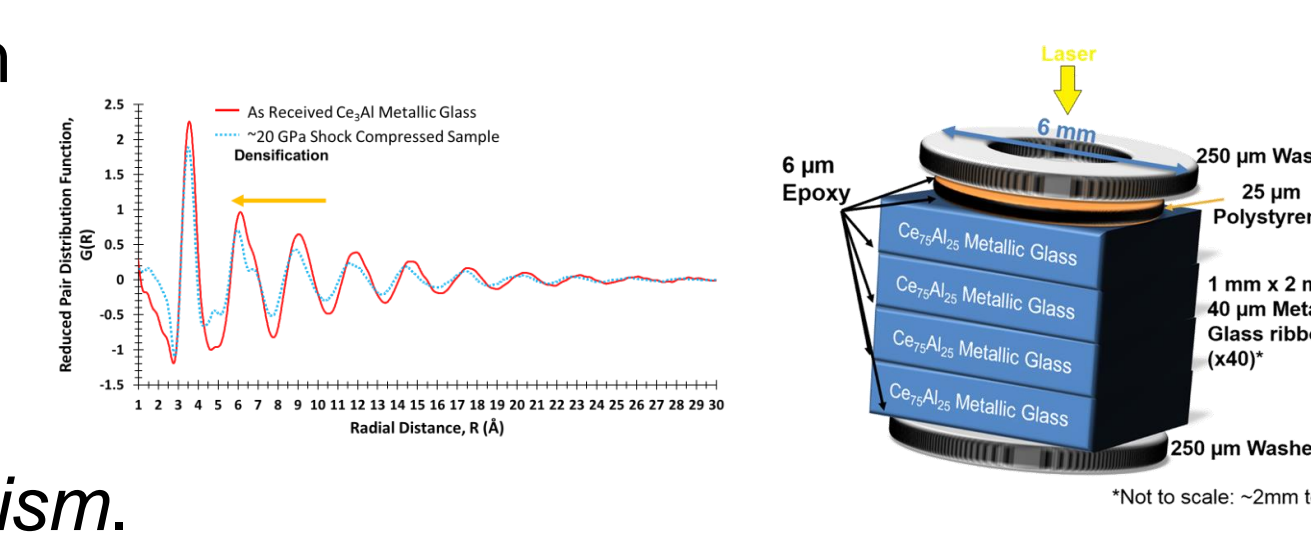 ism.
2.5
2
1.5
1
0.5
0
-0.5
-1
-1.5
Reduced Pair Distribution Function,
G(R)
As Received Ce₃Al Metallic Glass
~20 GPa Shock Compressed Sample
Densification
1 2 3 4 5 6 7 8 9 10 11 12 13 14 15 16 17 18 19 20 21 22 23 24 25 26 27 28 29 30
Radial Distance, R (Å)
Laser
6 mm
6 µm
Epoxy
250 µm Was
25 µm
Polystyren
Ce₇₅Al₂₅ Metallic Glass
Ce₇₅Al₂₅ Metallic Glass
Ce₇₅Al₂₅ Metallic Glass
Ce₇₅Al₂₅ Metallic Glass
1 mm x 2 m
40 µm Meta
Glass ribbo
(x40)*
250 µm Washe
*Not to scale: ~2mm t